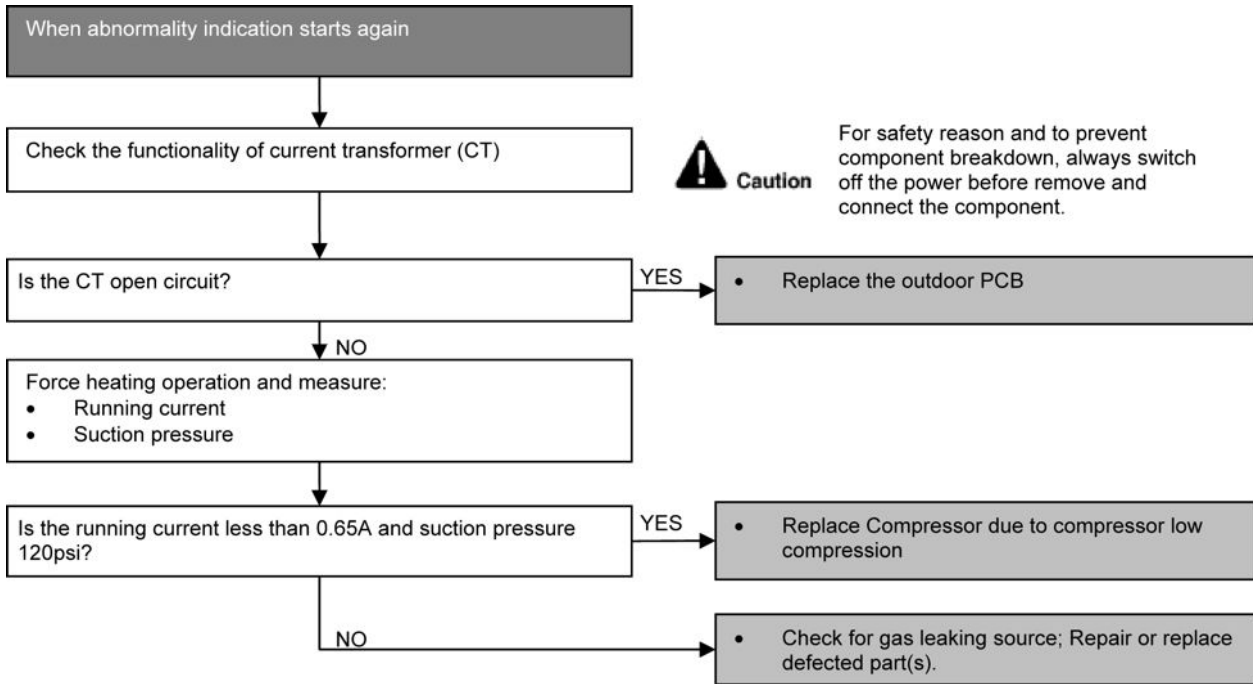 When abnormality indication starts again
Check the functionality of current transformer (CT)
Caution
For safety reason and to prevent
component breakdown, always switch
off the power before remove and
connect the component.
Is the CT open circuit?
YES
• Replace the outdoor PCB
NO
Force heating operation and measure:
• Running current
• Suction pressure
Is the running current less than 0.65A and suction pressure
120psi?
YES
• Replace Compressor due to compressor low
compression
NO
• Check for gas leaking source; Repair or replace
defected part(s).